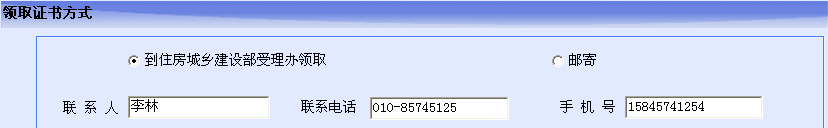 领取证书方式
到住房城乡建设部受理办领取 邮寄
联 系 人 李林 联系电话 010-85745125 手 机 号 15845741254